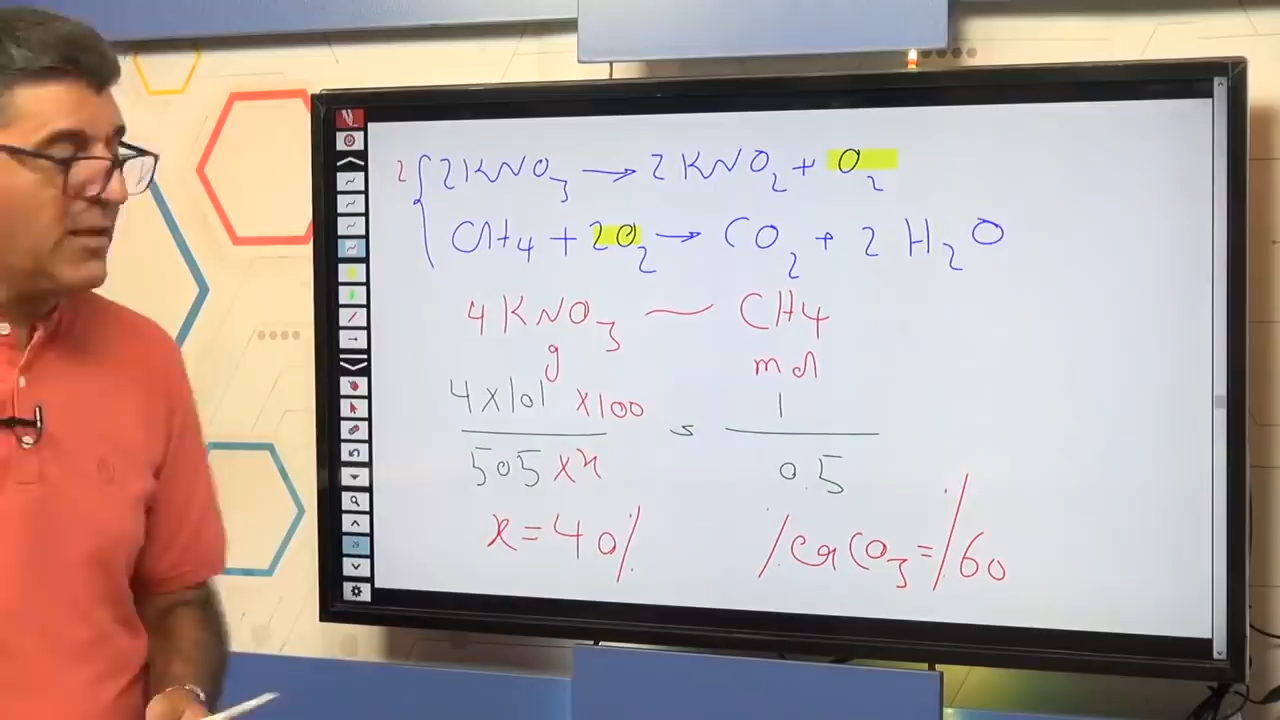 2 { 2KNO₃ → 2KNO₂ + O₂
CH₄ + 2O₂ → CO₂ + 2H₂O
4KNO₃ ~ CH₄
g mol
4×101 ×100 1
505 ×x = 0.5
x = 40% %CaCO₃ = %60